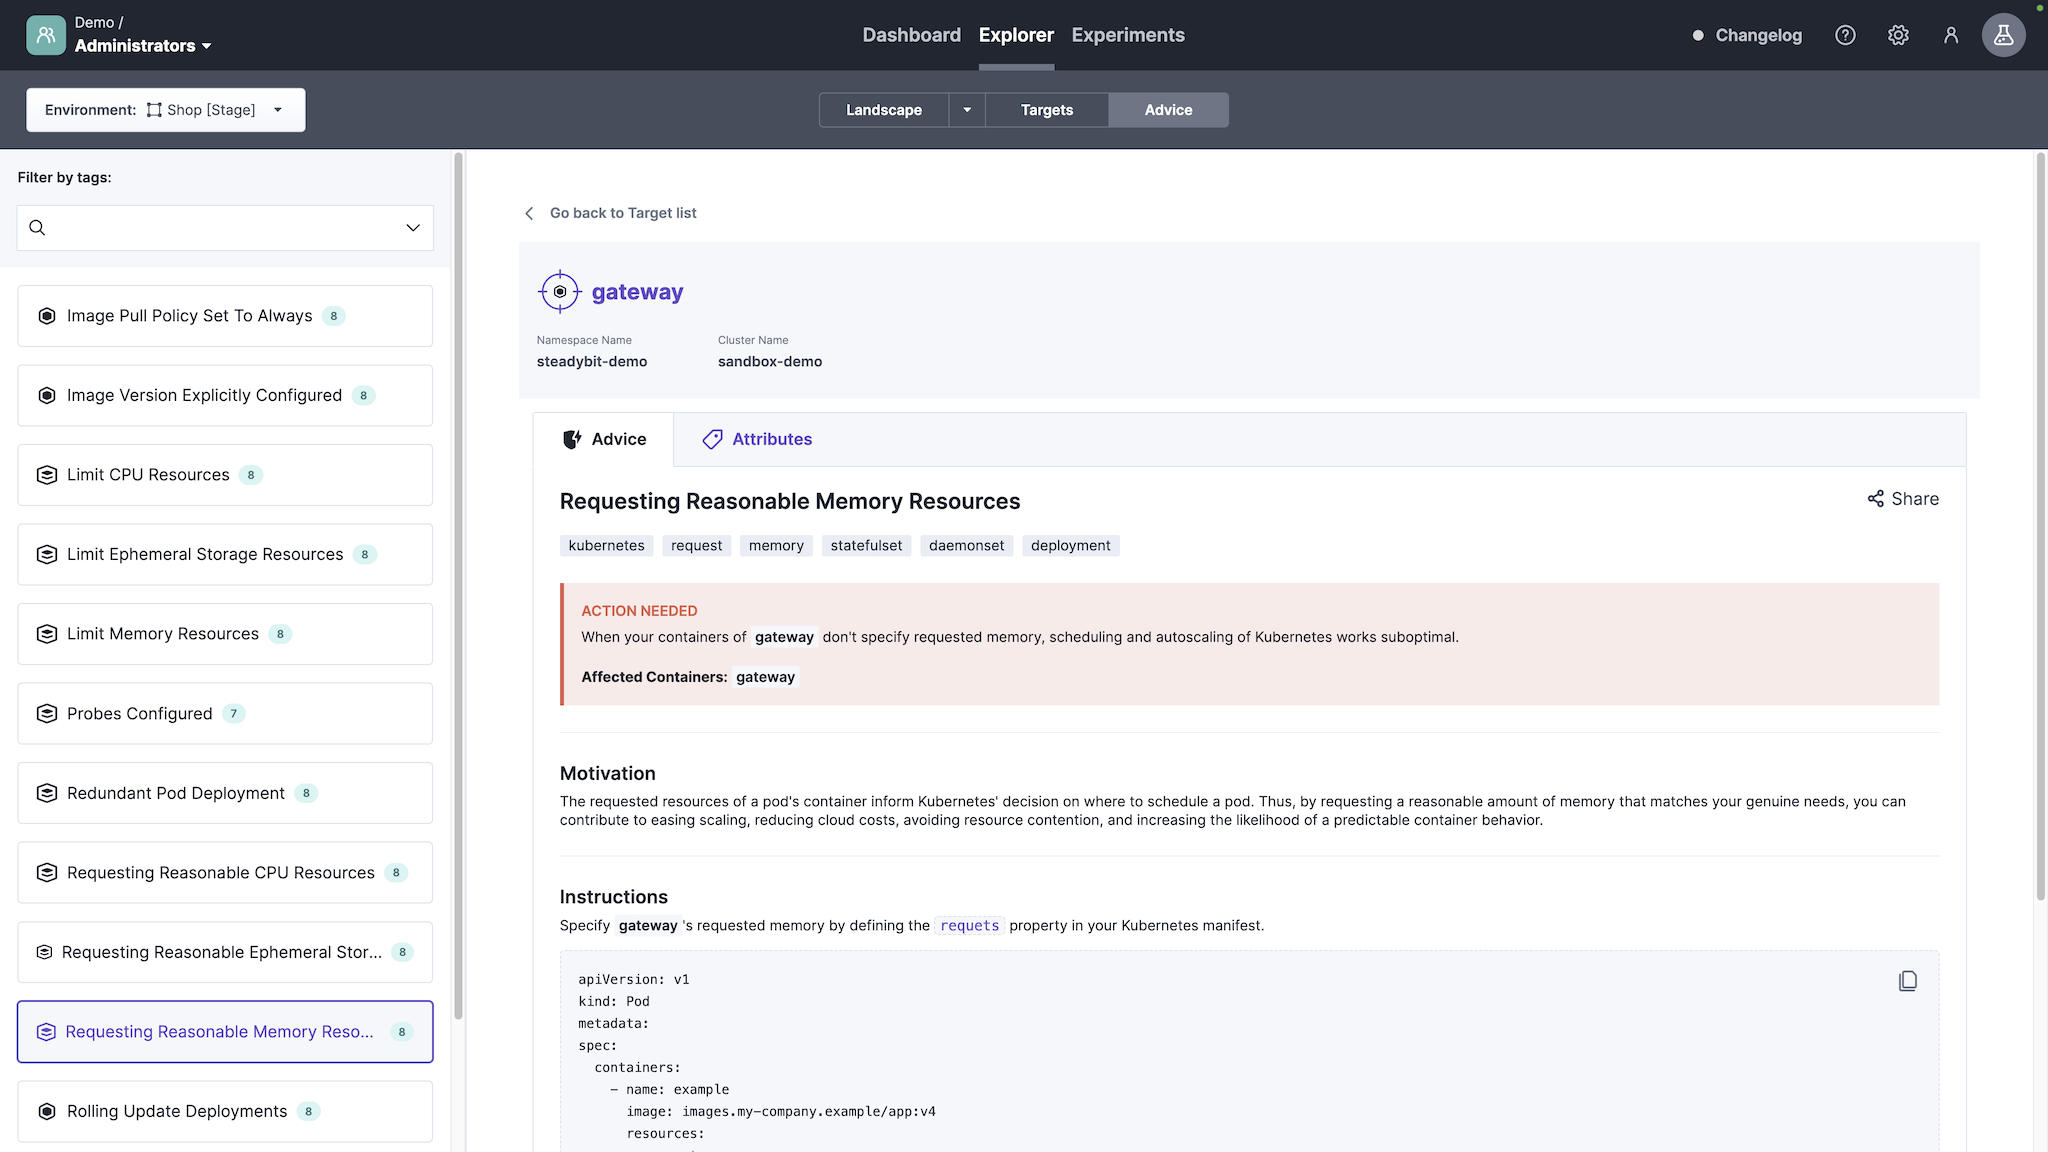 Demo /
Administrators
Dashboard
Explorer
Experiments
Changelog
Environment: Shop [Stage]
Landscape
Targets
Advice
Filter by tags:
Image Pull Policy Set To Always 8
Image Version Explicitly Configured 8
Limit CPU Resources 8
Limit Ephemeral Storage Resources 8
Limit Memory Resources 8
Probes Configured 7
Redundant Pod Deployment 8
Requesting Reasonable CPU Resources 8
Requesting Reasonable Ephemeral Stor... 8
Requesting Reasonable Memory Reso... 8
Rolling Update Deployments 8
Go back to Target list
gateway
Namespace Name
steadybit-demo
Cluster Name
sandbox-demo
Advice
Attributes
Requesting Reasonable Memory Resources
Share
kubernetes request memory statefulset daemonset deployment
ACTION NEEDED
When your containers of gateway don't specify requested memory, scheduling and autoscaling of Kubernetes works suboptimal.
Affected Containers: gateway
Motivation
The requested resources of a pod's container inform Kubernetes' decision on where to schedule a pod. Thus, by requesting a reasonable amount of memory that matches your genuine needs, you can
contribute to easing scaling, reducing cloud costs, avoiding resource contention, and increasing the likelihood of a predictable container behavior.
Instructions
Specify gateway 's requested memory by defining the requets property in your Kubernetes manifest.
apiVersion: v1
kind: Pod
metadata:
spec:
containers:
- name: example
image: images.my-company.example/app:v4
resources: